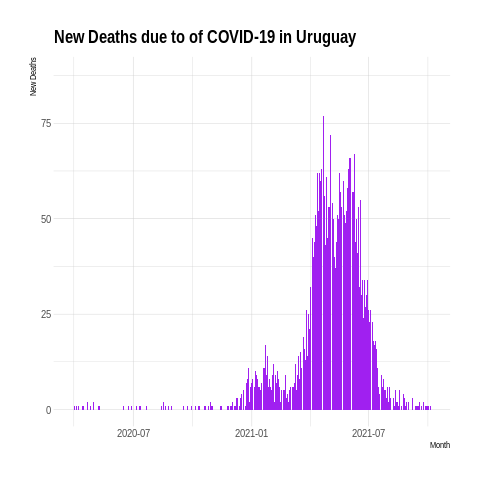 New Deaths due to of COVID-19 in Uruguay
New Deaths
75
50
25
0
2020-07
2021-01
2021-07
Month